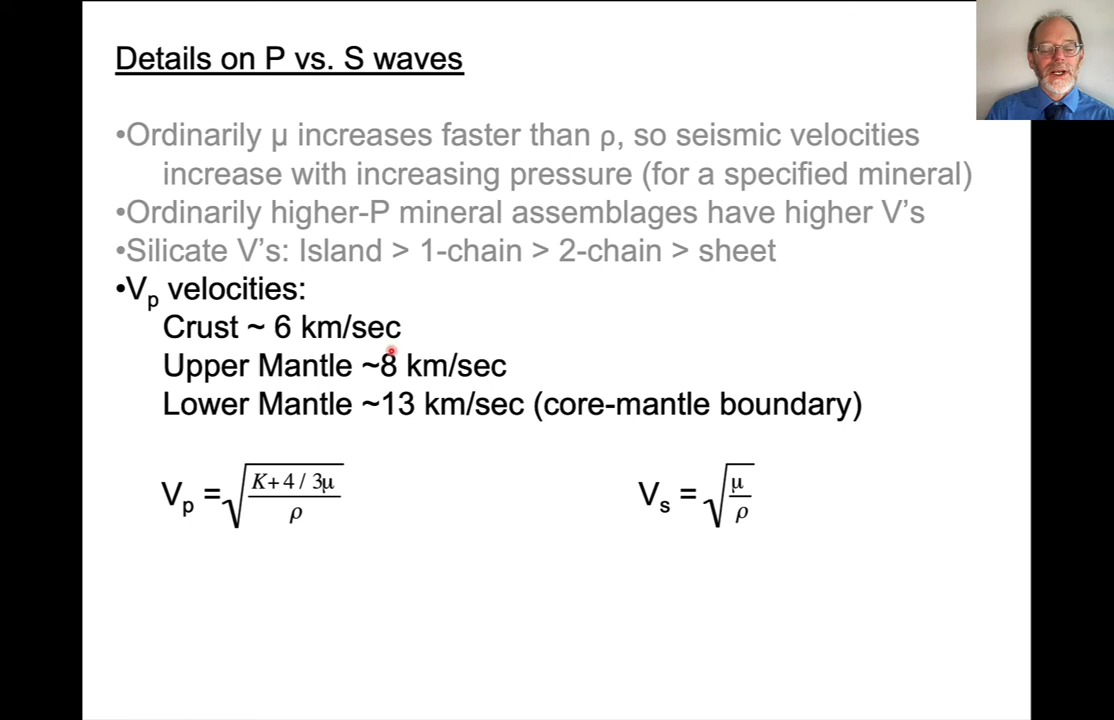 Details on P vs. S waves
•Ordinarily μ increases faster than ρ, so seismic velocities
increase with increasing pressure (for a specified mineral)
•Ordinarily higher-P mineral assemblages have higher V's
•Silicate V's: Island > 1-chain > 2-chain > sheet
•Vₚ velocities:
Crust ~ 6 km/sec
Upper Mantle ~8 km/sec
Lower Mantle ~13 km/sec (core-mantle boundary)
Vₚ = √((K+4/3μ)/ρ) Vₛ = √(μ/ρ)